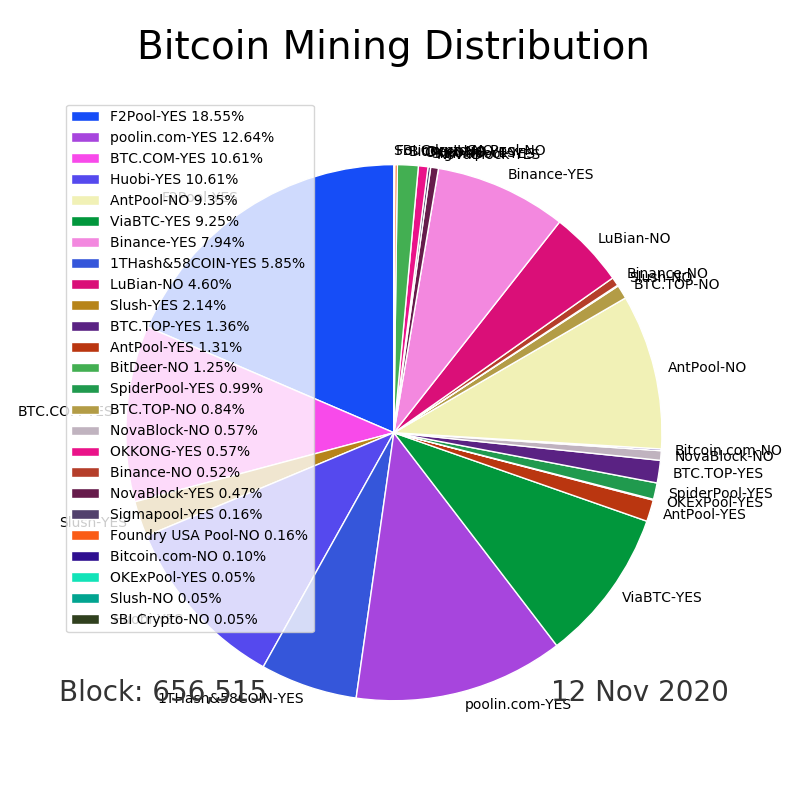 Bitcoin Mining Distribution
F2Pool-YES 18.55%
poolin.com-YES 12.64%
BTC.COM-YES 10.61%
Huobi-YES 10.61%
AntPool-NO 9.35%
ViaBTC-YES 9.25%
Binance-YES 7.94%
1THash&58COIN-YES 5.85%
LuBian-NO 4.60%
Slush-YES 2.14%
BTC.TOP-YES 1.36%
AntPool-YES 1.31%
BitDeer-NO 1.25%
SpiderPool-YES 0.99%
BTC.TOP-NO 0.84%
NovaBlock-NO 0.57%
OKKONG-YES 0.57%
Binance-NO 0.52%
NovaBlock-YES 0.47%
Sigmapool-YES 0.16%
Foundry USA Pool-NO 0.16%
Bitcoin.com-NO 0.10%
OKExPool-YES 0.05%
Slush-NO 0.05%
SBI Crypto-NO 0.05%
Binance-YES
LuBian-NO
Binance-NO
Slush-NO
BTC.TOP-NO
AntPool-NO
Bitcoin.com-NO
NovaBlock-NO
BTC.TOP-YES
SpiderPool-YES
OKExPool-YES
AntPool-YES
ViaBTC-YES
poolin.com-YES
1THash&58COIN-YES
Slush-YES
F2Pool-YES
Block: 656,515
12 Nov 2020